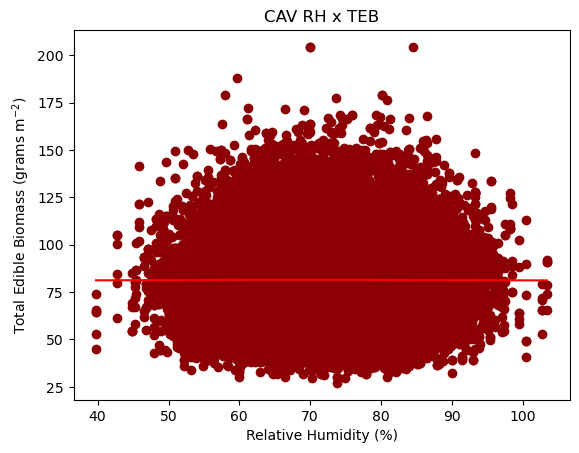 CAV RH x TEB
Total Edible Biomass (grams m⁻²)
200
175
150
125
100
75
50
25
40 50 60 70 80 90 100
Relative Humidity (%)